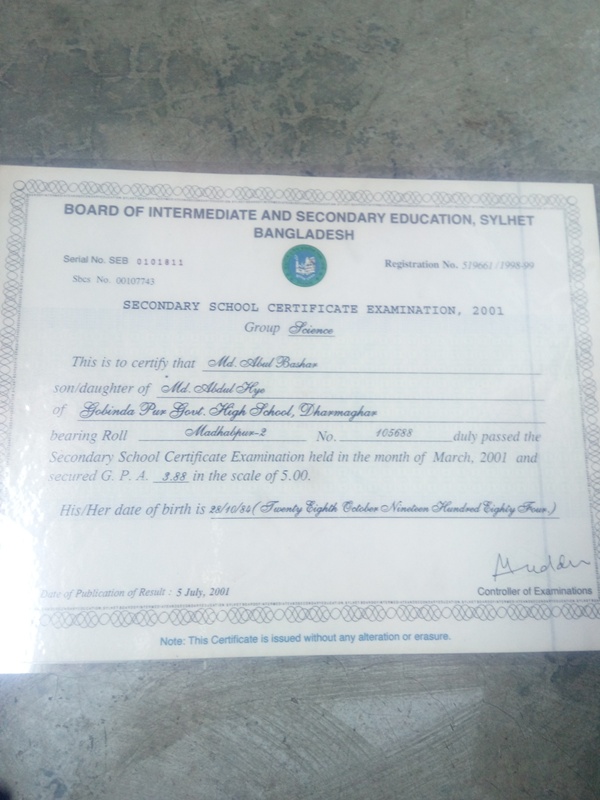 BOARD OF INTERMEDIATE AND SECONDARY EDUCATION, SYLHET
BANGLADESH
Serial No. SEB 0101811
Registration No. 319661/1998-99
Sbcs No. 00107743
SECONDARY SCHOOL CERTIFICATE EXAMINATION, 2001
Group Science
This is to certify that Md. Abul Bashar
son/daughter of Md. Abdul Hye
of Gobinda Pur Govt. High School, Dharmaghar
bearing Roll Madhabpur-2 No. 105688 duly passed the
Secondary School Certificate Examination held in the month of March, 2001 and
secured G. P. A. 3.88 in the scale of 5.00.
His/Her date of birth is 28/10/84 ( Twenty Eighth October Nineteen Hundred Eighty Four )
Date of Publication of Result : 5 July, 2001
Controller of Examinations
Note: This Certificate is issued without any alteration or erasure.